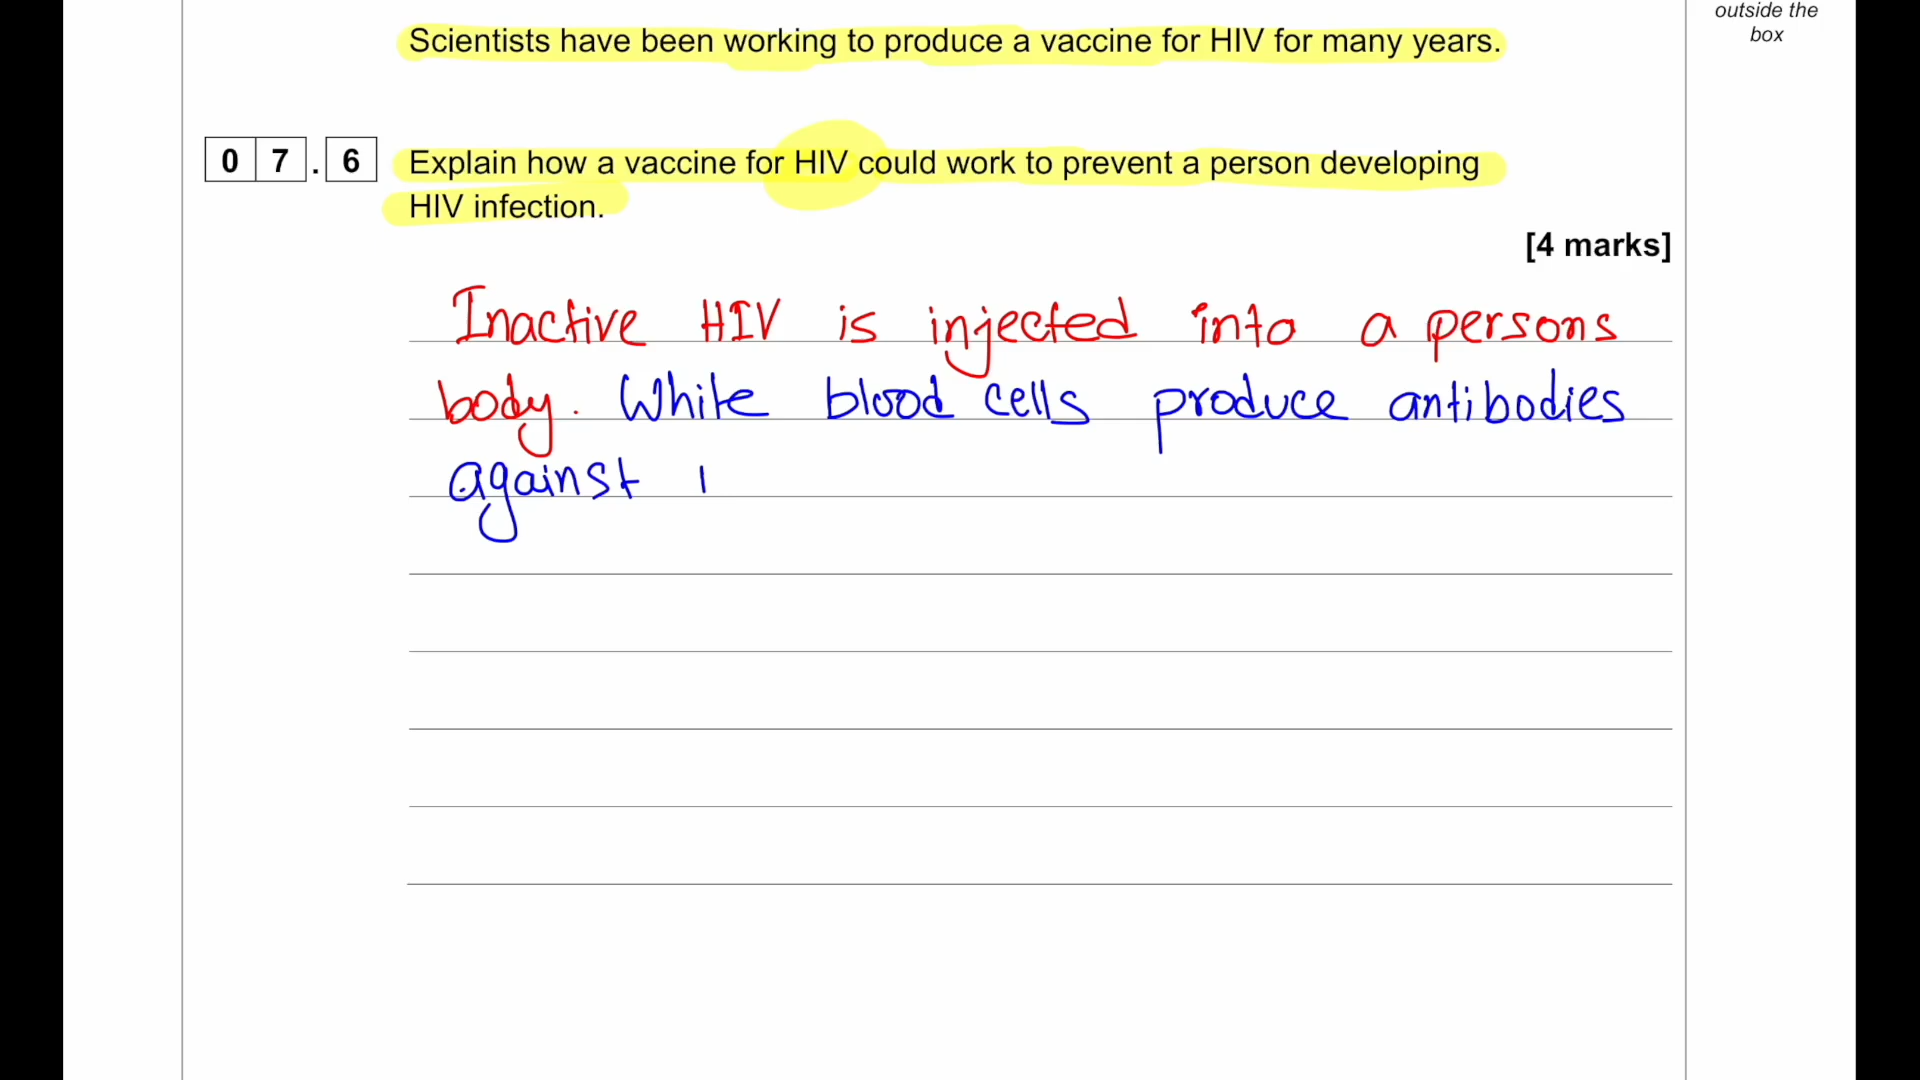 outside the
box
Scientists have been working to produce a vaccine for HIV for many years.
0 7 . 6 Explain how a vaccine for HIV could work to prevent a person developing
HIV infection.
[4 marks]
Inactive HIV is injected into a persons
body. White blood cells produce antibodies
against